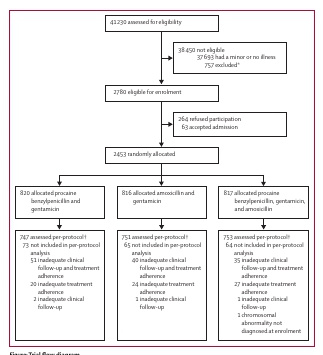 41 230 assessed for eligibility
38 450 not eligible
37 693 had a minor or no illness
757 excluded*
2780 eligible for enrolment
264 refused participation
63 accepted admission
2453 randomly allocated
820 allocated procaine
benzylpenicillin and
gentamicin
816 allocated amoxicillin and
gentamicin
817 allocated procaine
benzylpenicillin, gentamicin,
and amoxicillin
747 assessed per-protocol†
73 not included in per-protocol
analysis
51 inadequate clinical
follow-up and treatment
adherence
20 inadequate treatment
adherence
2 inadequate clinical
follow-up
751 assessed per-protocol†
65 not included in per-protocol
analysis
40 inadequate clinical
follow-up and treatment
adherence
24 inadequate treatment
adherence
1 inadequate clinical
follow-up
753 assessed per-protocol†
64 not included in per-protocol
analysis
35 inadequate clinical
follow-up and treatment
adherence
27 inadequate treatment
adherence
1 inadequate clinical
follow-up
1 chromosomal
abnormality not
diagnosed at enrolment
Figure: Trial flow diagram